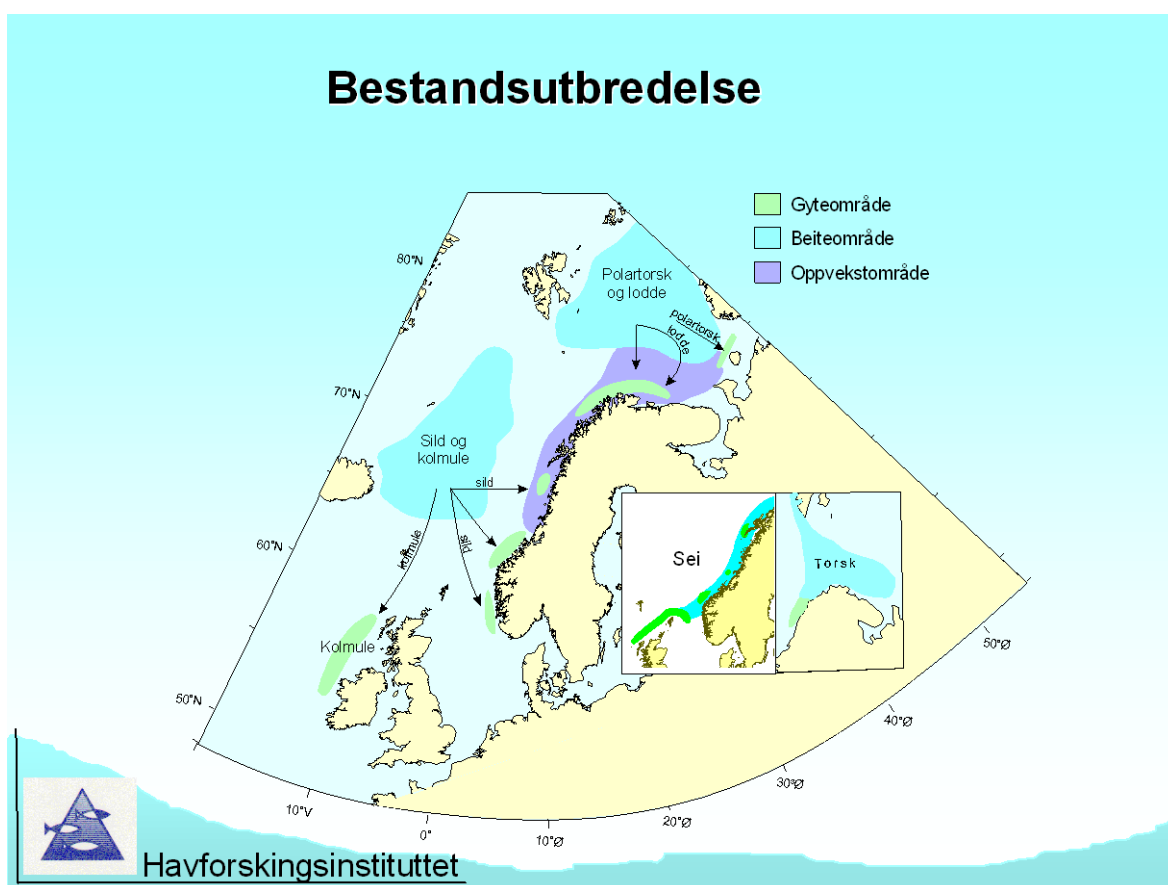 Bestandsutbredelse
Gyteområde
Beiteområde
Oppvekstområde
80°N
Polartorsk
og lodde
polartorsk
lodde
70°N
Sild og
kolmule
sild
kolmule
sild
60°N
Sei
Torsk
Kolmule
50°N
50°Ø
40°Ø
30°Ø
20°Ø
10°V
0°
10°Ø
Havforskingsinstituttet